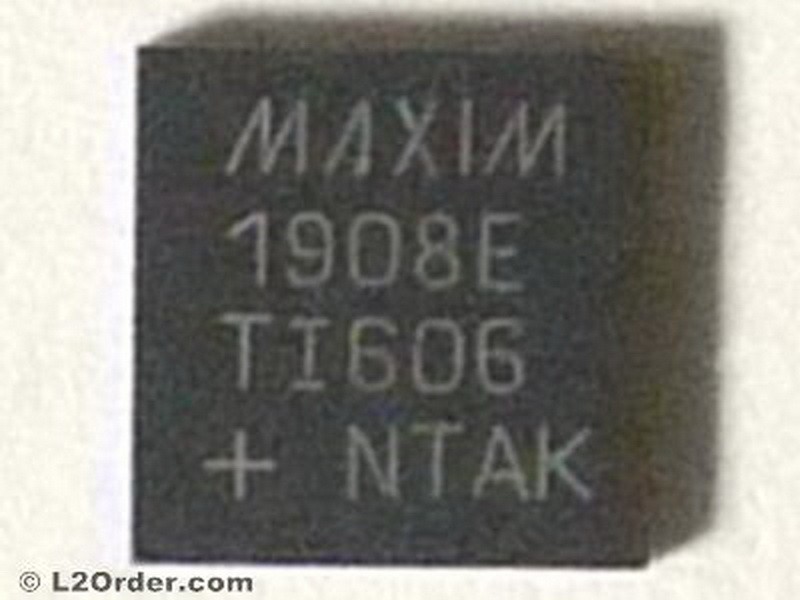 MAXIM
1908E
TI606
+ NTAK
© L2Order.com